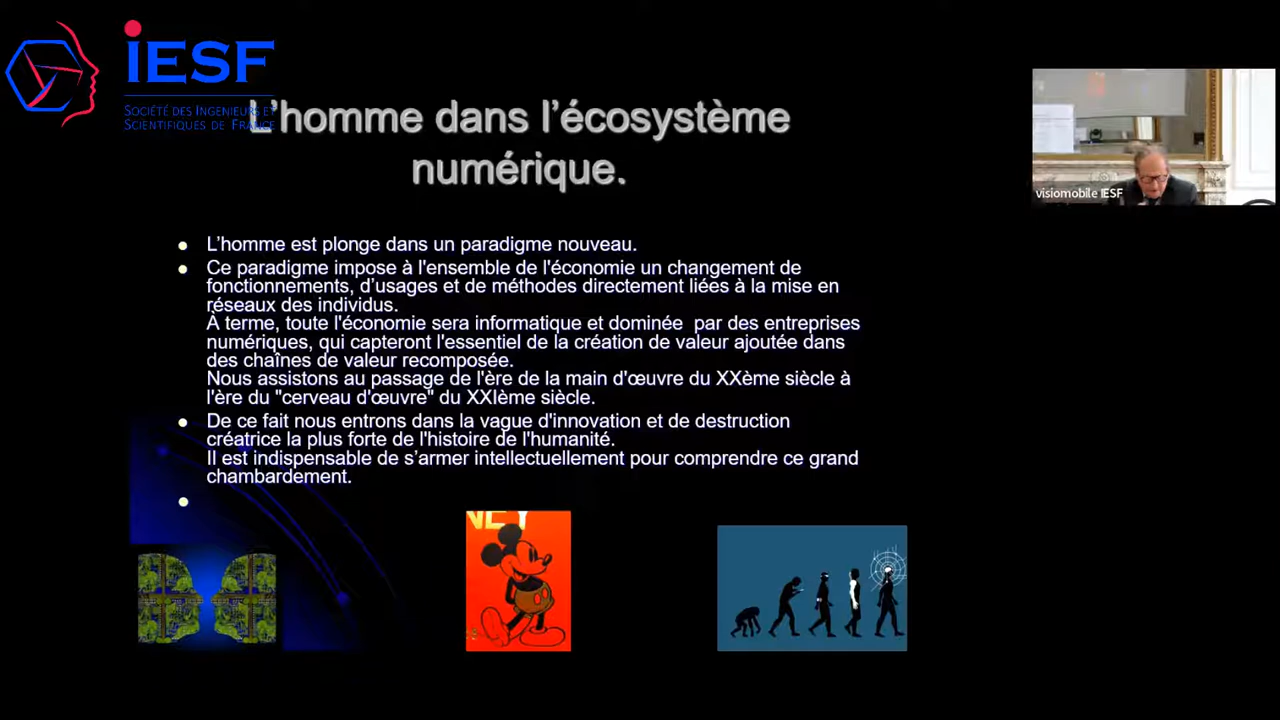 iESF
SOCIÉTÉ DES INGENIEURS ET
SCIENTIFIQUES DE FRANCE
L'homme dans l'écosystème
numérique.
visiomobile IESF
L'homme est plonge dans un paradigme nouveau.
Ce paradigme impose à l'ensemble de l'économie un changement de
fonctionnements, d'usages et de méthodes directement liées à la mise en
réseaux des individus.
À terme, toute l'économie sera informatique et dominée par des entreprises
numériques, qui capteront l'essentiel de la création de valeur ajoutée dans
des chaînes de valeur recomposée.
Nous assistons au passage de l'ère de la main d'œuvre du XXème siècle à
l'ère du "cerveau d'œuvre" du XXIème siècle.
De ce fait nous entrons dans la vague d'innovation et de destruction
créatrice la plus forte de l'histoire de l'humanité.
Il est indispensable de s'armer intellectuellement pour comprendre ce grand
chambardement.
NEY